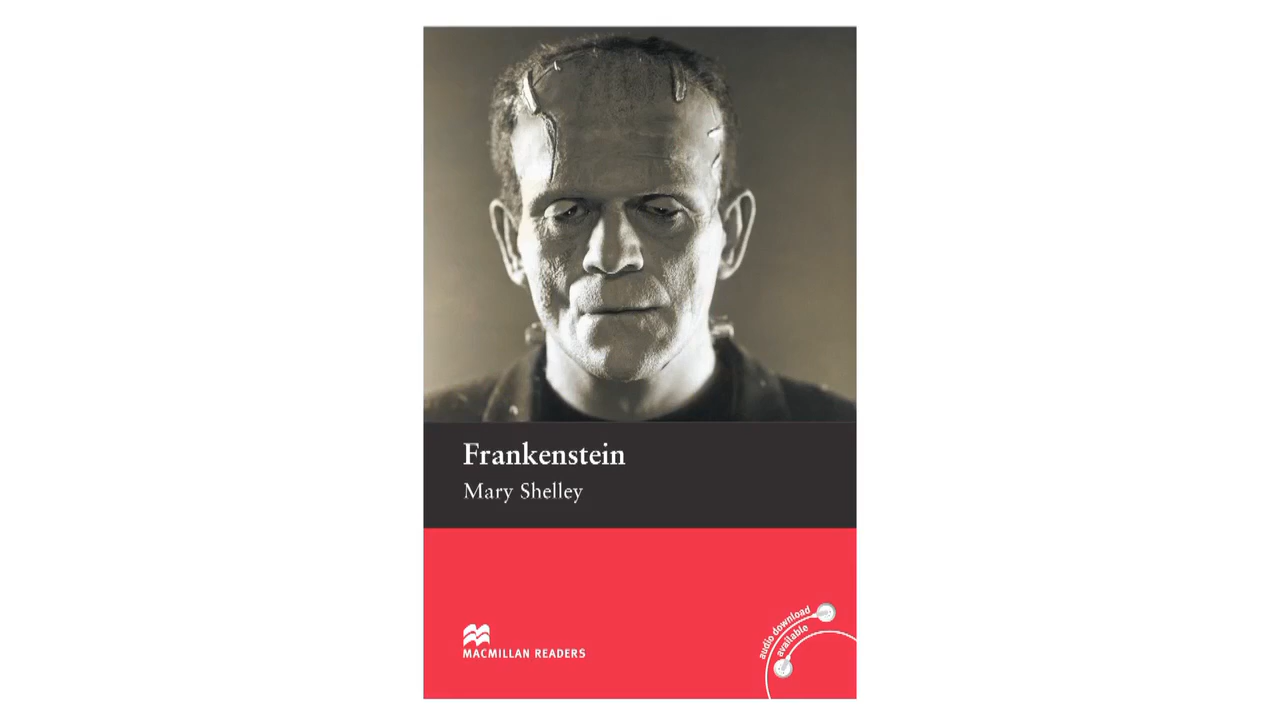 Frankenstein
Mary Shelley
MACMILLAN READERS
audio download
available